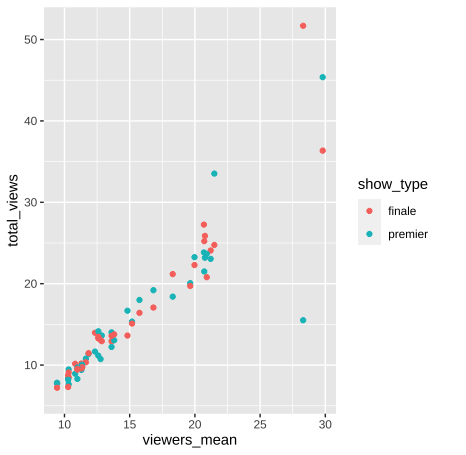 50
40
30
20
10
total_views
10 15 20 25 30
viewers_mean
show_type
finale
premier